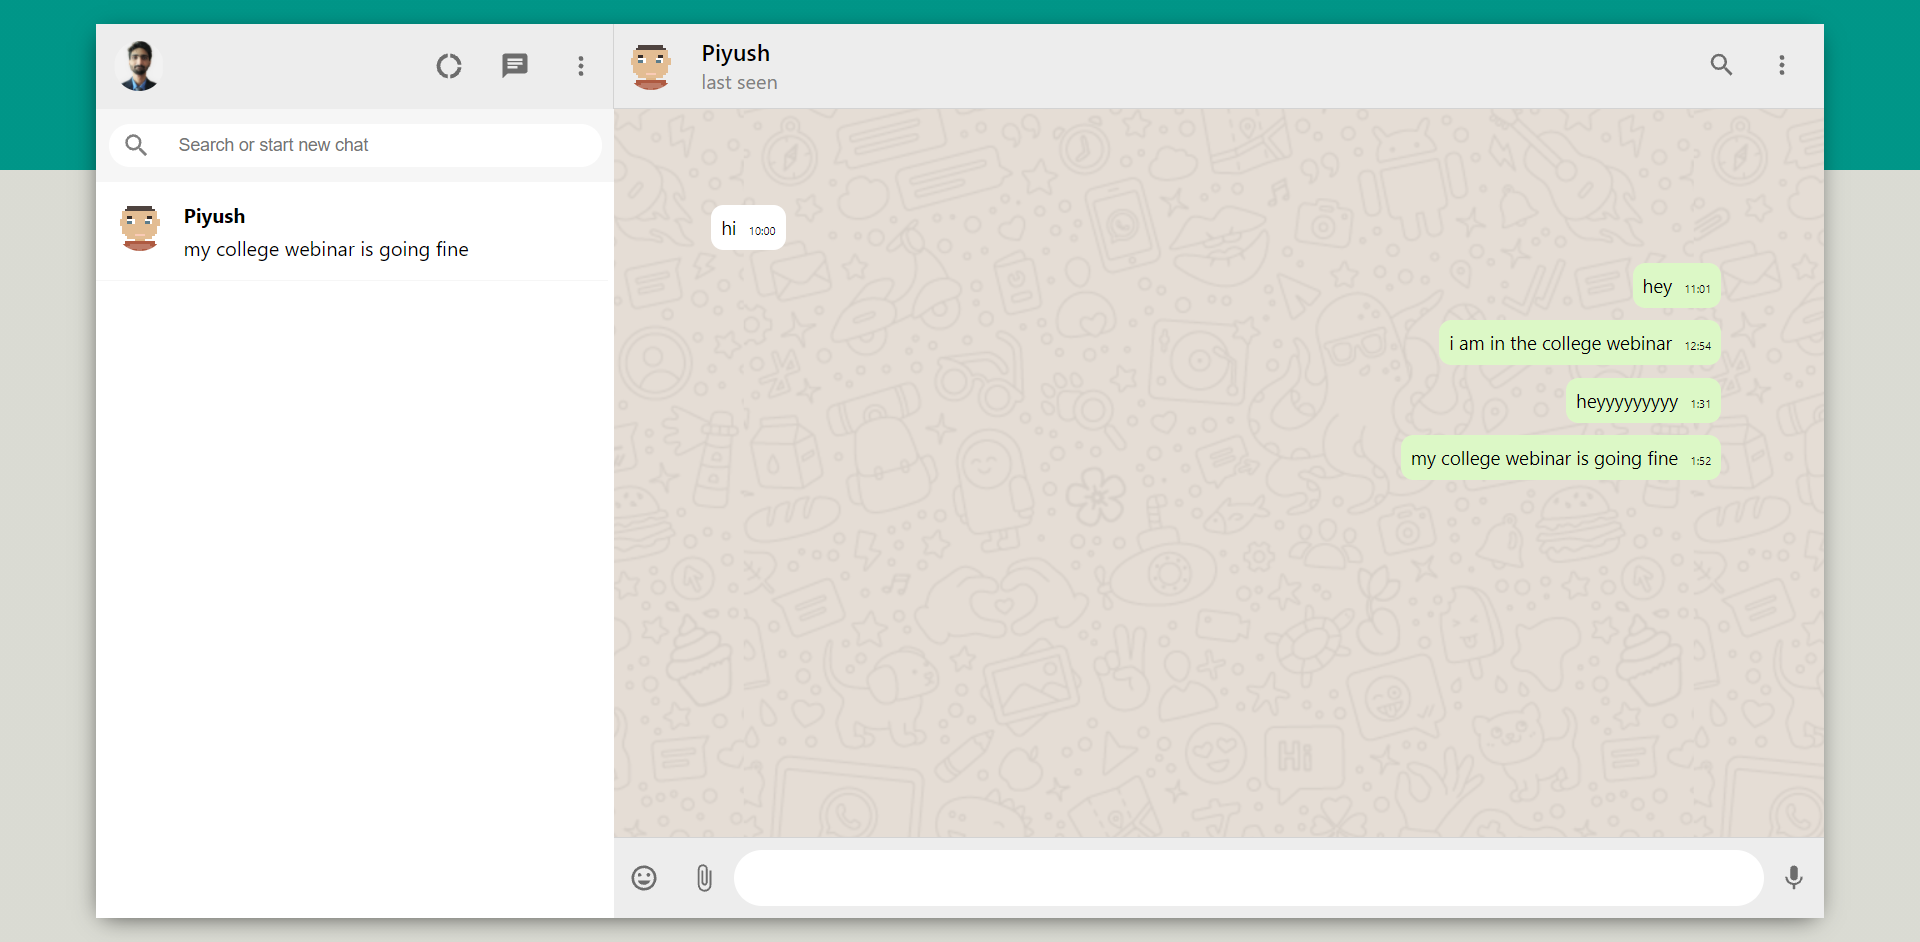 Piyush
last seen
Search or start new chat
Piyush
my college webinar is going fine
hi 10:00
hey 11:01
i am in the college webinar 12:54
heyyyyyyyyy 1:31
my college webinar is going fine 1:52
Hi